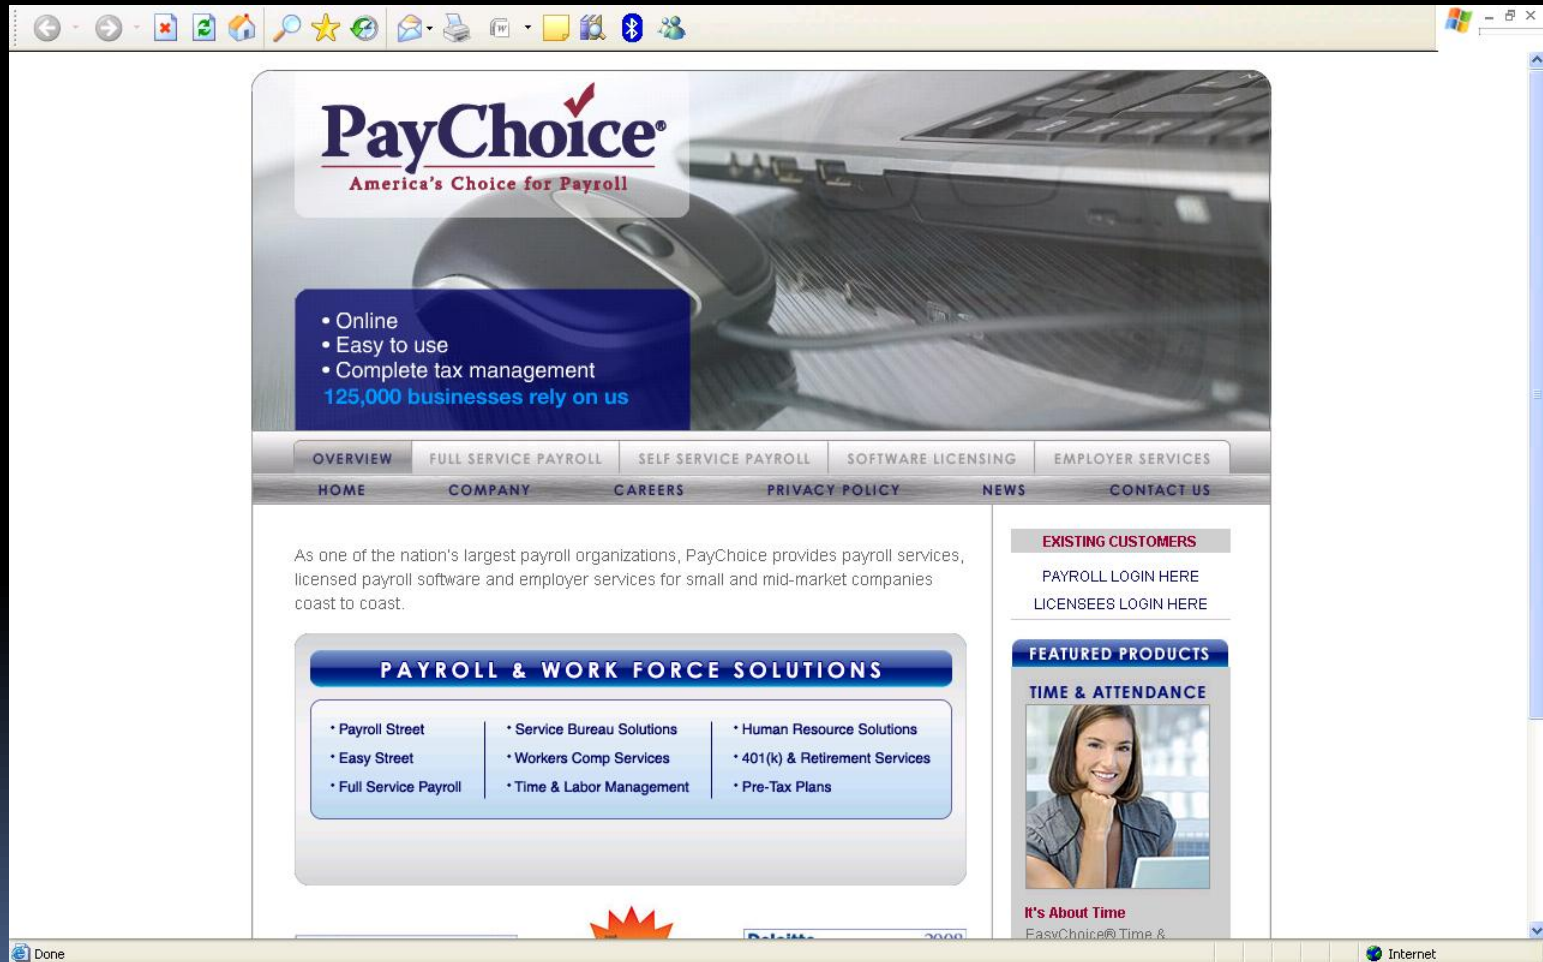 PayChoice®
America's Choice for Payroll
• Online
• Easy to use
• Complete tax management
125,000 businesses rely on us
OVERVIEW FULL SERVICE PAYROLL SELF SERVICE PAYROLL SOFTWARE LICENSING EMPLOYER SERVICES
HOME COMPANY CAREERS PRIVACY POLICY NEWS CONTACT US
As one of the nation's largest payroll organizations, PayChoice provides payroll services,
licensed payroll software and employer services for small and mid-market companies
coast to coast.
PAYROLL & WORK FORCE SOLUTIONS
• Payroll Street
• Easy Street
• Full Service Payroll
• Service Bureau Solutions
• Workers Comp Services
• Time & Labor Management
• Human Resource Solutions
• 401(k) & Retirement Services
• Pre-Tax Plans
Deloitte 2008
EXISTING CUSTOMERS
PAYROLL LOGIN HERE
LICENSEES LOGIN HERE
FEATURED PRODUCTS
TIME & ATTENDANCE
It's About Time
EasyChoice® Time &
Done
Internet